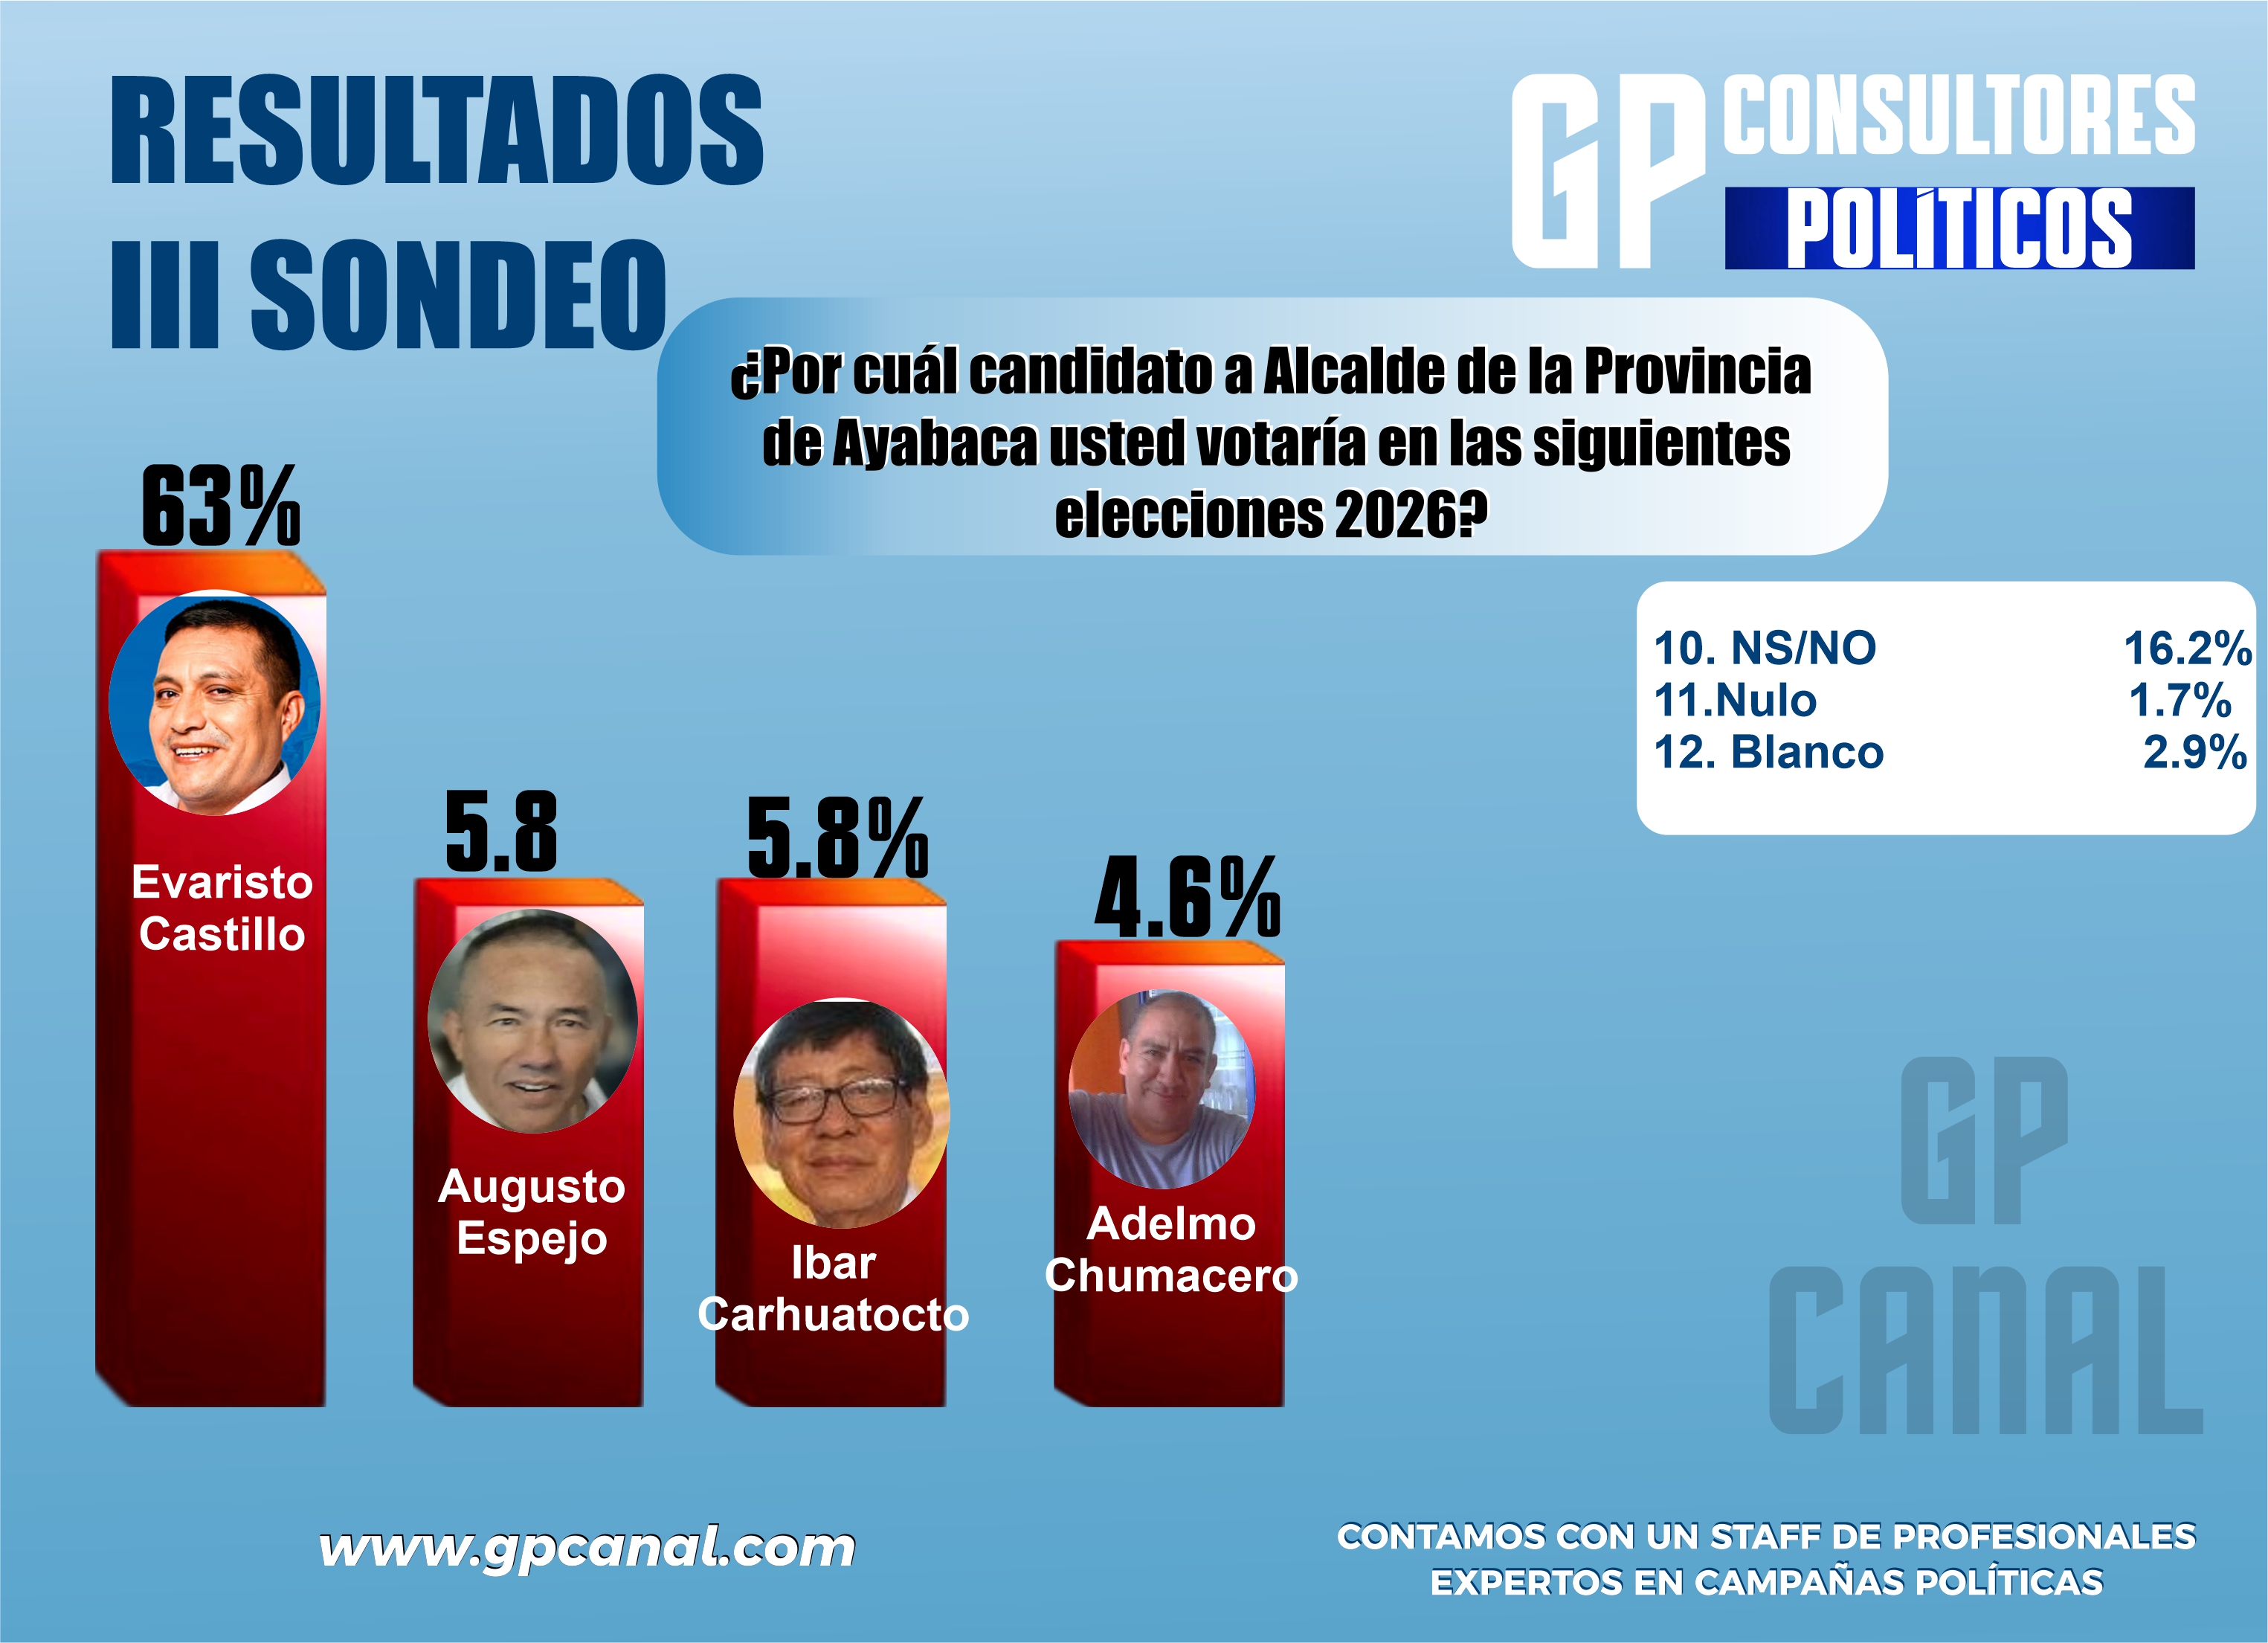 RESULTADOS
III SONDEO
GP CONSULTORES
POLÍTICOS
¿Por cuál candidato a Alcalde de la Provincia
de Ayabaca usted votaría en las siguientes
elecciones 2026?
63%
Evaristo
Castillo
5.8
Augusto
Espejo
5.8%
Ibar
Carhuatocto
4.6%
Adelmo
Chumacero
10. NS/NO 16.2%
11.Nulo 1.7%
12. Blanco 2.9%
GP
CANAL
www.gpcanal.com
CONTAMOS CON UN STAFF DE PROFESIONALES
EXPERTOS EN CAMPAÑAS POLÍTICAS